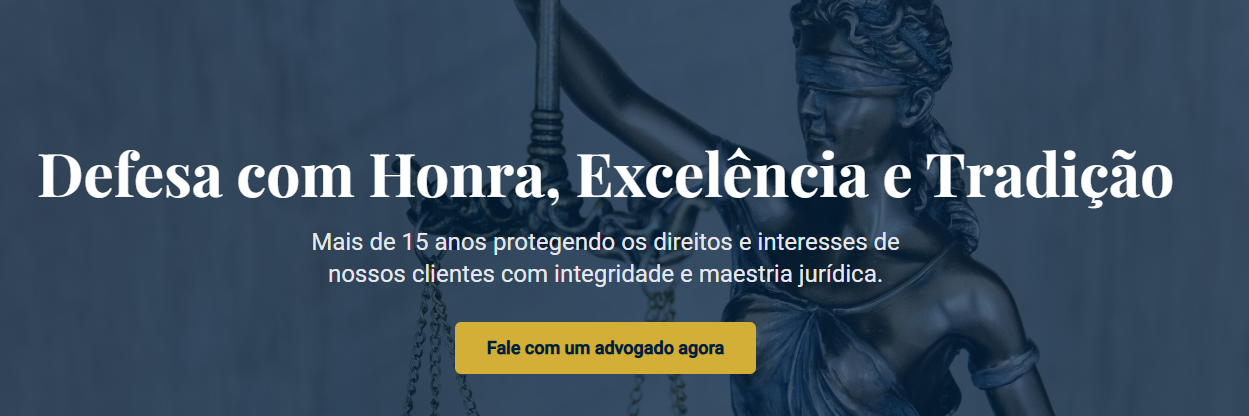 Defesa com Honra, Excelência e Tradição
Mais de 15 anos protegendo os direitos e interesses de
nossos clientes com integridade e maestria jurídica.
Fale com um advogado agora